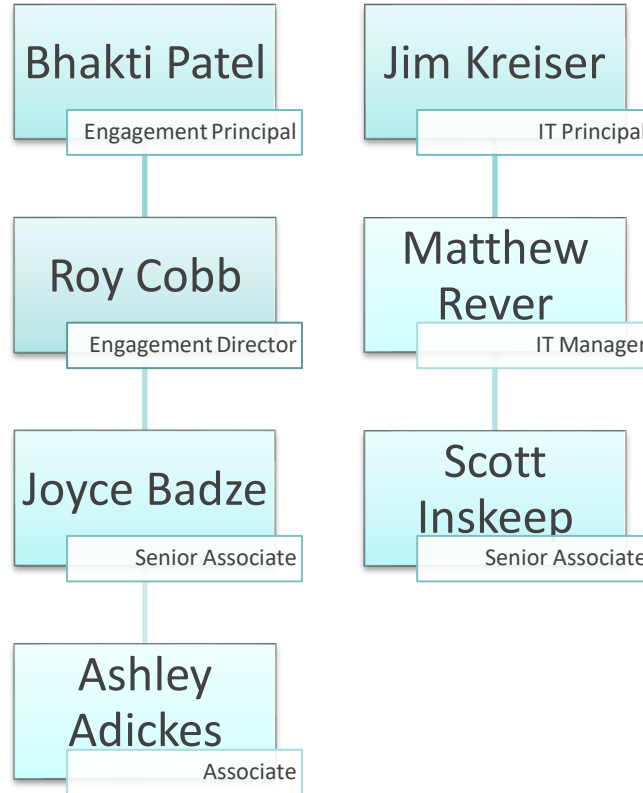 Bhakti Patel
Engagement Principal
Roy Cobb
Engagement Director
Joyce Badze
Senior Associate
Ashley
Adickes
Associate
Jim Kreiser
IT Principal
Matthew
Rever
IT Manager
Scott
Inskeep
Senior Associate